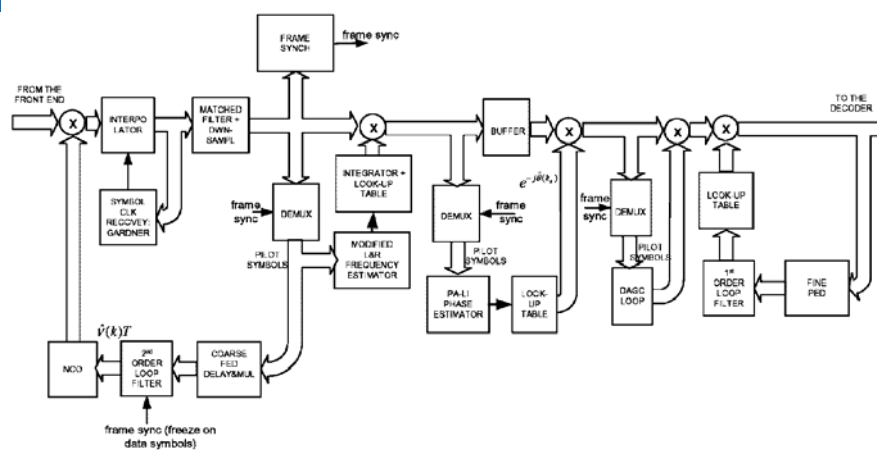 FRAME
SYNCH
frame sync
FROM THE
FRONT END
X
INTERPO
LATOR
MATCHED
FILTER +
DWN-
SAMPL
X
BUFFER
X
X
X
TO THE
DECODER
SYMBOL
CLK
RECOVEY:
GARDNER
frame
sync
DEMUX
INTEGRATOR +
LOOK-UP
TABLE
DEMUX
frame
sync
e^{-jθ̂(k_s)}
frame
sync
DEMUX
LOOK-UP
TABLE
PILOT
SYMBOLS
MODIFIED
L&R
FREQUENCY
ESTIMATOR
PILOT
SYMBOLS
PA-LI
PHASE
ESTIMATOR
LOOK-
UP
TABLE
PILOT
SYMBOLS
DAGC
LOOP
1st
ORDER
LOOP
FILTER
FINE
PED
ν̂(k)T
NCO
2nd
ORDER
LOOP
FILTER
COARSE
FED
DELAY&MUL
frame sync (freeze on
data symbols)